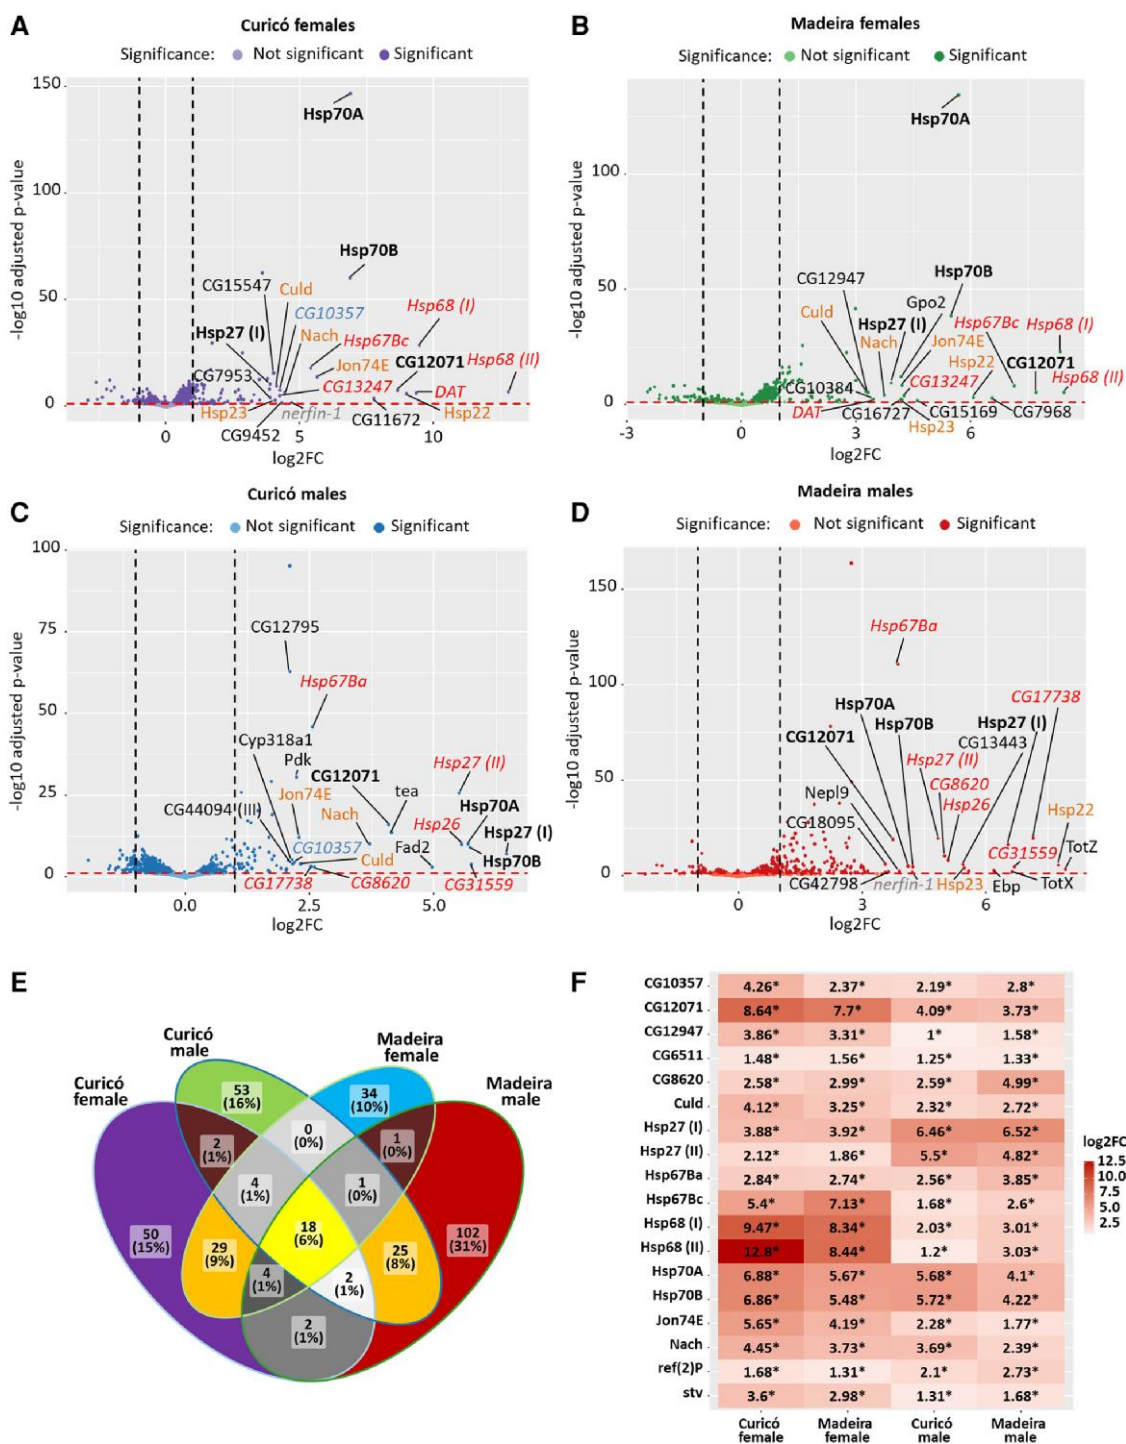 A
Curicó females
Significance: Not significant Significant
150
100
50
0
-log10 adjusted p-value
Hsp70A
Hsp70B
CG15547
Culd
Hsp68 (I)
CG10357
Hsp27 (I)
Nach
Hsp67Bc
Jon74E
CG12071
Hsp68 (II)
CG7953
CG13247
DAT
Hsp23
nerfin-1
Hsp22
CG9452
CG11672
0
5
10
log2FC
B
Madeira females
Significance: Not significant Significant
100
50
0
-log10 adjusted p-value
Hsp70A
Hsp70B
CG12947
Gpo2
Culd
Hsp27 (I)
Hsp67Bc
Hsp68 (I)
Nach
Jon74E
Hsp22
CG12071
CG10384
CG13247
Hsp68 (II)
DAT
CG16727
CG15169
CG7968
Hsp23
-3
0
3
6
log2FC
C
Curicó males
Significance: Not significant Significant
100
75
50
25
0
-log10 adjusted p-value
CG12795
Hsp67Ba
Cyp318a1
Pdk
CG12071
Hsp27 (II)
Jon74E
tea
CG44094 (III)
Nach
Hsp70A
Hsp26
Hsp27 (I)
CG10357
Culd
Fad2
Hsp70B
CG17738
CG8620
CG31559
0.0
2.5
5.0
log2FC
D
Madeira males
Significance: Not significant Significant
150
100
50
0
-log10 adjusted p-value
Hsp67Ba
Hsp70A
CG17738
CG12071
Hsp70B
Hsp27 (I)
CG13443
Hsp27 (II)
CG8620
Nepl9
Hsp26
Hsp22
CG18095
CG31559
TotZ
CG42798
nerfin-1
Hsp23
Ebp
TotX
0
3
6
log2FC
E
Curicó
male
Madeira
female
Curicó
female
Madeira
male
53
(16%)
34
(10%)
2
(1%)
0
(0%)
1
(0%)
4
(1%)
1
(0%)
50
(15%)
29
(9%)
18
(6%)
25
(8%)
102
(31%)
4
(1%)
2
(1%)
2
(1%)
F
CG10357 4.26* 2.37* 2.19* 2.8*
CG12071 8.64* 7.7* 4.09* 3.73*
CG12947 3.86* 3.31* 1* 1.58*
CG6511 1.48* 1.56* 1.25* 1.33*
CG8620 2.58* 2.99* 2.59* 4.99*
Culd 4.12* 3.25* 2.32* 2.72*
Hsp27 (I) 3.88* 3.92* 6.46* 6.52*
Hsp27 (II) 2.12* 1.86* 5.5* 4.82*
Hsp67Ba 2.84* 2.74* 2.56* 3.85*
Hsp67Bc 5.4* 7.13* 1.68* 2.6*
Hsp68 (I) 9.47* 8.34* 2.03* 3.01*
Hsp68 (II) 12.8* 8.44* 1.2* 3.03*
Hsp70A 6.88* 5.67* 5.68* 4.1*
Hsp70B 6.86* 5.48* 5.72* 4.22*
Jon74E 5.65* 4.19* 2.28* 1.77*
Nach 4.45* 3.73* 3.69* 2.39*
ref(2)P 1.68* 1.31* 2.1* 2.73*
stv 3.6* 2.98* 1.31* 1.68*
Curicó Madeira Curicó Madeira
female female male male
log2FC
12.5
10.0
7.5
5.0
2.5